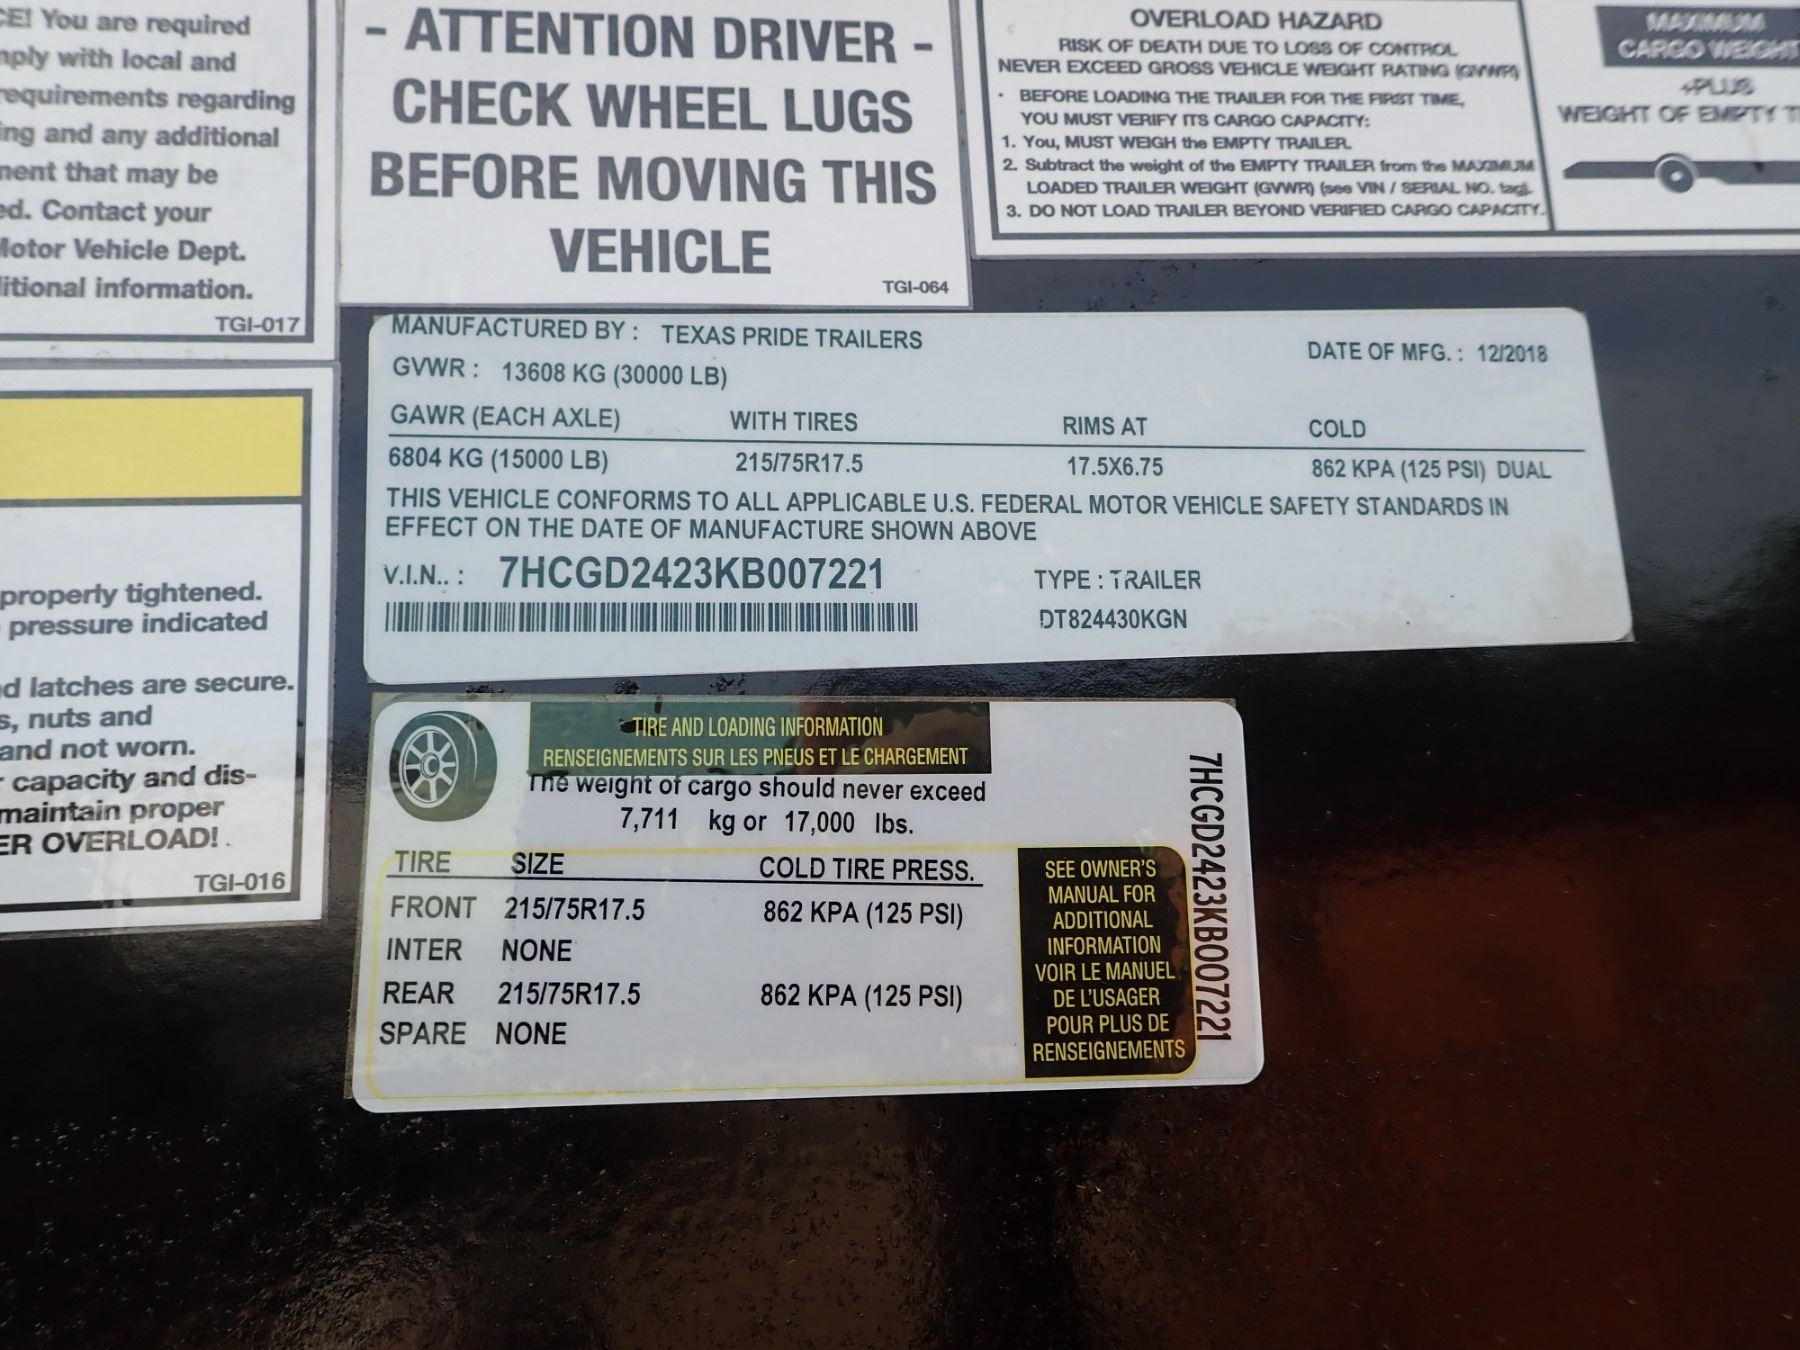 CE! You are required
mply with local and
requirements regarding
ing and any additional
ment that may be
ed. Contact your
Motor Vehicle Dept.
itional information.
TGI-017
- ATTENTION DRIVER -
CHECK WHEEL LUGS
BEFORE MOVING THIS
VEHICLE
TGI-064
OVERLOAD HAZARD
RISK OF DEATH DUE TO LOSS OF CONTROL
NEVER EXCEED GROSS VEHICLE WEIGHT RATING (GVWR)
· BEFORE LOADING THE TRAILER FOR THE FIRST TIME,
YOU MUST VERIFY ITS CARGO CAPACITY:
1. You, MUST WEIGH the EMPTY TRAILER.
2. Subtract the weight of the EMPTY TRAILER from the MAXIMUM
LOADED TRAILER WEIGHT (GVWR) (see VIN / SERIAL NO. tag).
3. DO NOT LOAD TRAILER BEYOND VERIFIED CARGO CAPACITY.
MAXIMUM
CARGO WEIGHT
+PLUS
WEIGHT OF EMPTY T
MANUFACTURED BY : TEXAS PRIDE TRAILERS
DATE OF MFG. : 12/2018
GVWR : 13608 KG (30000 LB)
GAWR (EACH AXLE) WITH TIRES RIMS AT COLD
6804 KG (15000 LB) 215/75R17.5 17.5X6.75 862 KPA (125 PSI) DUAL
THIS VEHICLE CONFORMS TO ALL APPLICABLE U.S. FEDERAL MOTOR VEHICLE SAFETY STANDARDS IN
EFFECT ON THE DATE OF MANUFACTURE SHOWN ABOVE
V.I.N.. : 7HCGD2423KB007221 TYPE : TRAILER
DT824430KGN
properly tightened.
pressure indicated
d latches are secure.
s, nuts and
and not worn.
r capacity and dis-
maintain proper
ER OVERLOAD! .
TGI-016
TIRE AND LOADING INFORMATION
RENSEIGNEMENTS SUR LES PNEUS ET LE CHARGEMENT
The weight of cargo should never exceed
7,711 kg or 17,000 lbs.
TIRE SIZE COLD TIRE PRESS.
FRONT 215/75R17.5 862 KPA (125 PSI)
INTER NONE
REAR 215/75R17.5 862 KPA (125 PSI)
SPARE NONE
SEE OWNER'S
MANUAL FOR
ADDITIONAL
INFORMATION
VOIR LE MANUEL
DE L'USAGER
POUR PLUS DE
RENSEIGNEMENTS
7HCGD2423KB007221